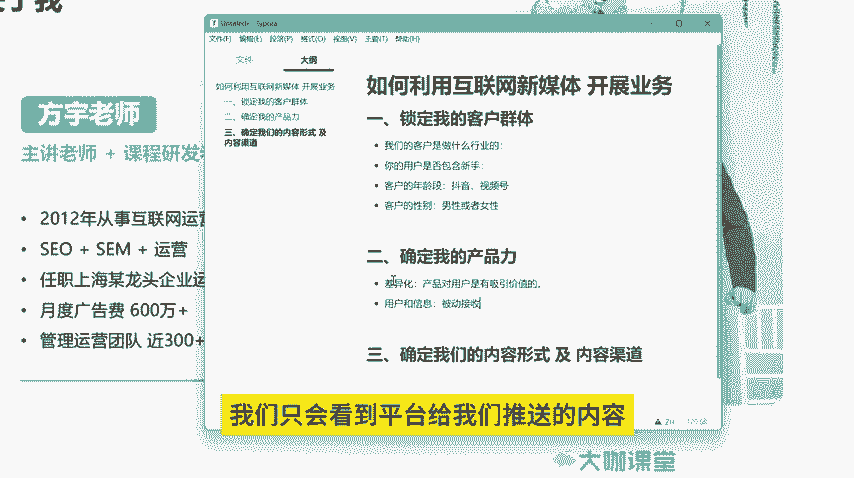 方宇老师
主讲老师 + 课程研发
• 2012年从事互联网运营
• SEO + SEM + 运营
• 任职上海某龙头企业运
• 月度广告费 600万+
• 管理运营团队 近300+
文件(F) 编辑(E) 段落(P) 格式(O) 视图(V) 主题(T) 帮助(H)
文件 大纲
如何利用互联网新媒体 开展业务
一、锁定我的客户群体
二、确定我的产品力
三、确定我们的内容形式 及
内容渠道
如何利用互联网新媒体 开展业务
一、锁定我的客户群体
• 我们的客户是做什么行业的:
• 你的用户是否包含新手:
• 客户的年龄段：抖音、视频号
• 客户的性别：男性或者女性
二、确定我的产品力
• 差异化：产品对用户是有吸引价值的。
• 用户和信息：被动接收
三、确定我们的内容形式 及 内容渠道
我们只会看到平台给我们推送的内容
大咖课堂